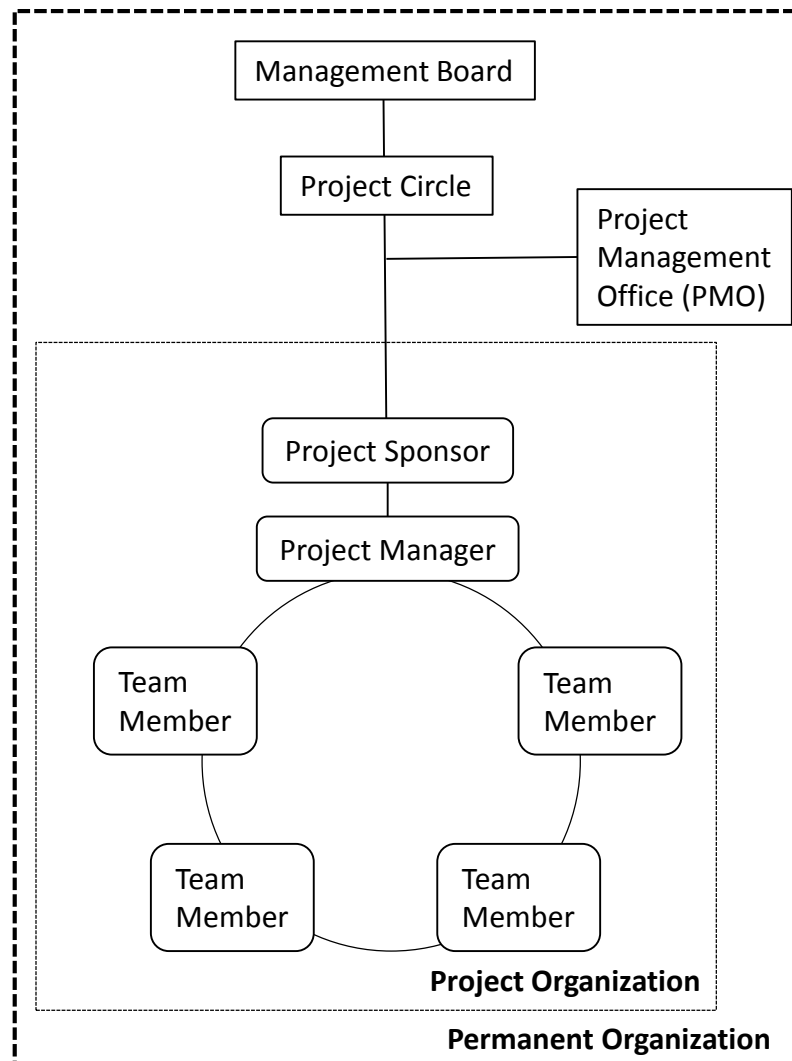 Management Board
Project Circle
Project
Management
Office (PMO)
Project Sponsor
Project Manager
Team
Member
Team
Member
Team
Member
Team
Member
Project Organization
Permanent Organization